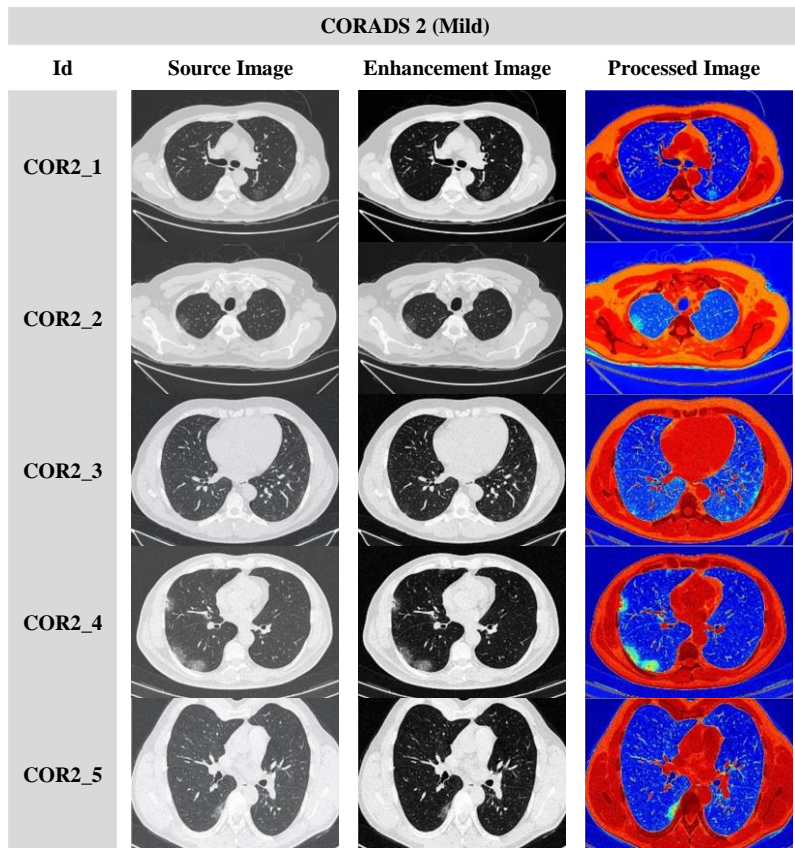 CORADS 2 (Mild)
Id Source Image Enhancement Image Processed Image
COR2_1
COR2_2
COR2_3
COR2_4
COR2_5